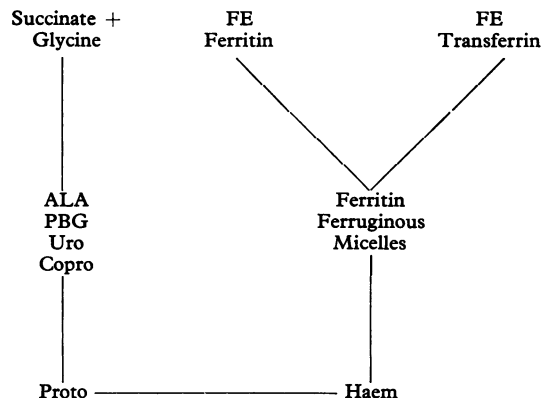 Succinate +
Glycine
FE
Ferritin
FE
Transferrin
ALA
PBG
Uro
Copro
Ferritin
Ferruginous
Micelles
Proto
Haem